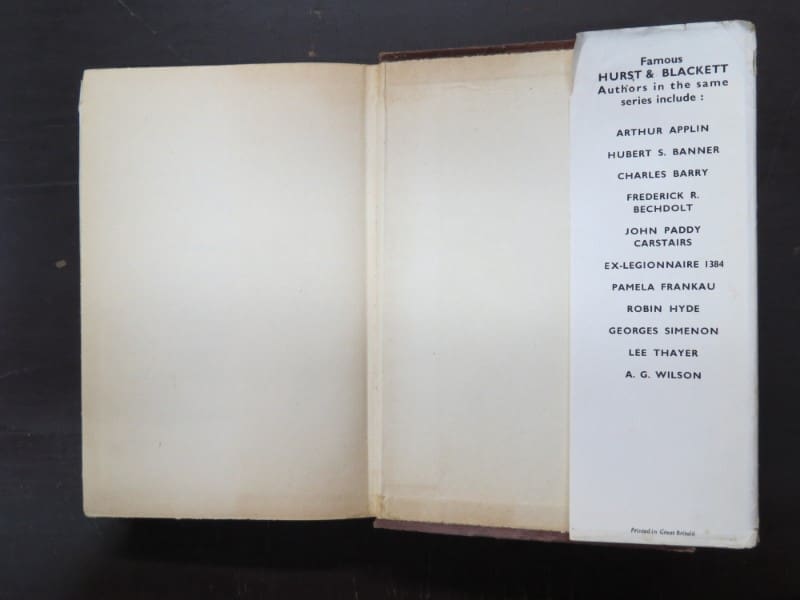 Famous
HURST & BLACKETT
Authors in the same
series include :
ARTHUR APPLIN
HUBERT S. BANNER
CHARLES BARRY
FREDERICK R.
BECHDOLT
JOHN PADDY
CARSTAIRS
EX-LEGIONNAIRE 1384
PAMELA FRANKAU
ROBIN HYDE
GEORGES SIMENON
LEE THAYER
A. G. WILSON
Printed in Great Britain